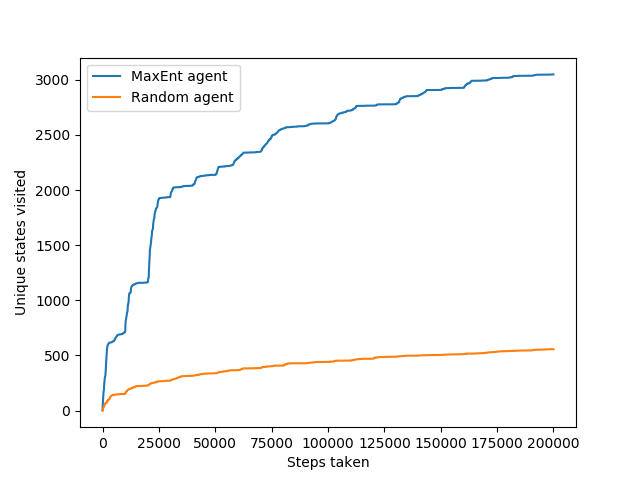 MaxEnt agent
Random agent
3000
2500
2000
1500
1000
500
0
Unique states visited
0 25000 50000 75000 100000 125000 150000 175000 200000
Steps taken